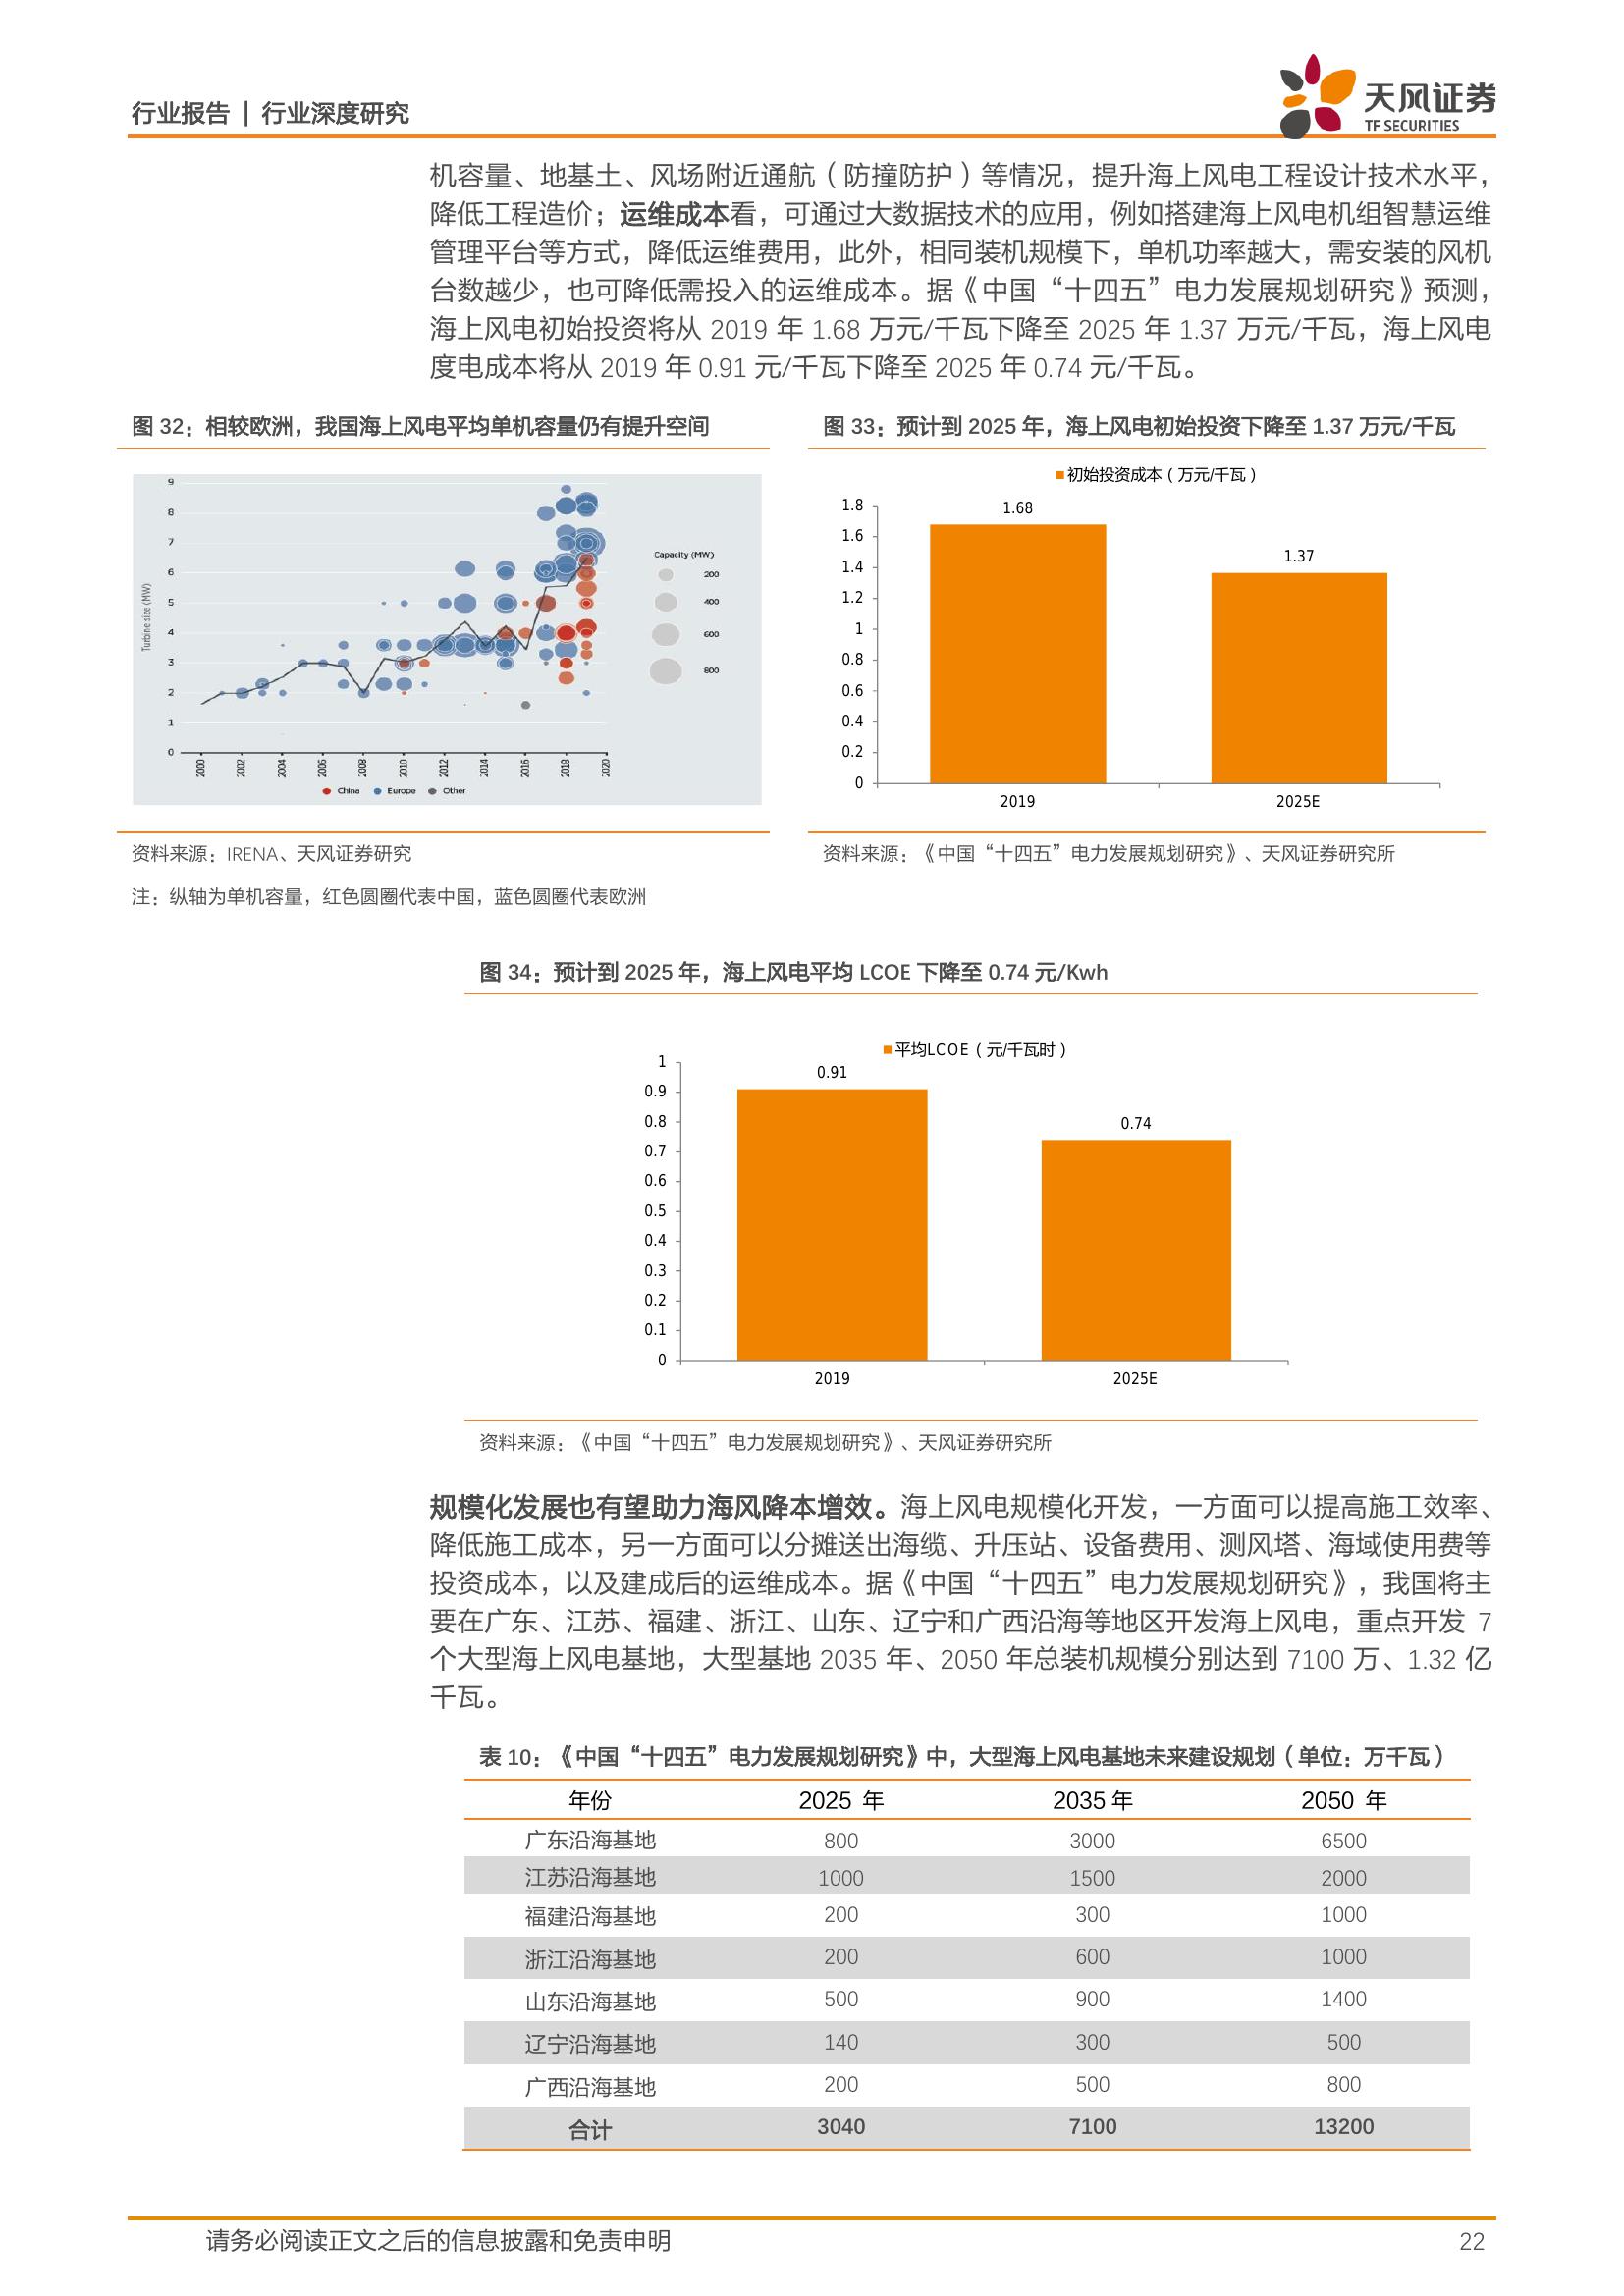 行业报告 | 行业深度研究
天风证券
TF SECURITIES
机容量、地基土、风场附近通航（防撞防护）等情况，提升海上风电工程设计技术水平，
降低工程造价；运维成本看，可通过大数据技术的应用，例如搭建海上风电机组智慧运维
管理平台等方式，降低运维费用，此外，相同装机规模下，单机功率越大，需安装的风机
台数越少，也可降低需投入的运维成本。据《中国“十四五”电力发展规划研究》预测，
海上风电初始投资将从 2019 年 1.68 万元/千瓦下降至 2025 年 1.37 万元/千瓦，海上风电
度电成本将从 2019 年 0.91 元/千瓦下降至 2025 年 0.74 元/千瓦。
图 32：相较欧洲，我国海上风电平均单机容量仍有提升空间
Turbine size (MW)
9
8
7
6
5
4
3
2
1
0
2000
2002
2004
2006
2008
2010
2012
2014
2016
2018
2020
Capacity (MW)
200
400
600
800
China Europe Other
资料来源：IRENA、天风证券研究
注：纵轴为单机容量，红色圆圈代表中国，蓝色圆圈代表欧洲
图 33：预计到 2025 年，海上风电初始投资下降至 1.37 万元/千瓦
初始投资成本（万元/千瓦）
1.8
1.6
1.4
1.2
1
0.8
0.6
0.4
0.2
0
1.68
1.37
2019 2025E
资料来源：《中国“十四五”电力发展规划研究》、天风证券研究所
图 34：预计到 2025 年，海上风电平均 LCOE 下降至 0.74 元/Kwh
平均LCOE（元/千瓦时）
1
0.9
0.8
0.7
0.6
0.5
0.4
0.3
0.2
0.1
0
0.91
0.74
2019 2025E
资料来源：《中国“十四五”电力发展规划研究》、天风证券研究所
规模化发展也有望助力海风降本增效。海上风电规模化开发，一方面可以提高施工效率、
降低施工成本，另一方面可以分摊送出海缆、升压站、设备费用、测风塔、海域使用费等
投资成本，以及建成后的运维成本。据《中国“十四五”电力发展规划研究》，我国将主
要在广东、江苏、福建、浙江、山东、辽宁和广西沿海等地区开发海上风电，重点开发 7
个大型海上风电基地，大型基地 2035 年、2050 年总装机规模分别达到 7100 万、1.32 亿
千瓦。
表 10：《中国“十四五”电力发展规划研究》中，大型海上风电基地未来建设规划（单位：万千瓦）
年份 2025 年 2035 年 2050 年
广东沿海基地 800 3000 6500
江苏沿海基地 1000 1500 2000
福建沿海基地 200 300 1000
浙江沿海基地 200 600 1000
山东沿海基地 500 900 1400
辽宁沿海基地 140 300 500
广西沿海基地 200 500 800
合计 3040 7100 13200
请务必阅读正文之后的信息披露和免责申明 22